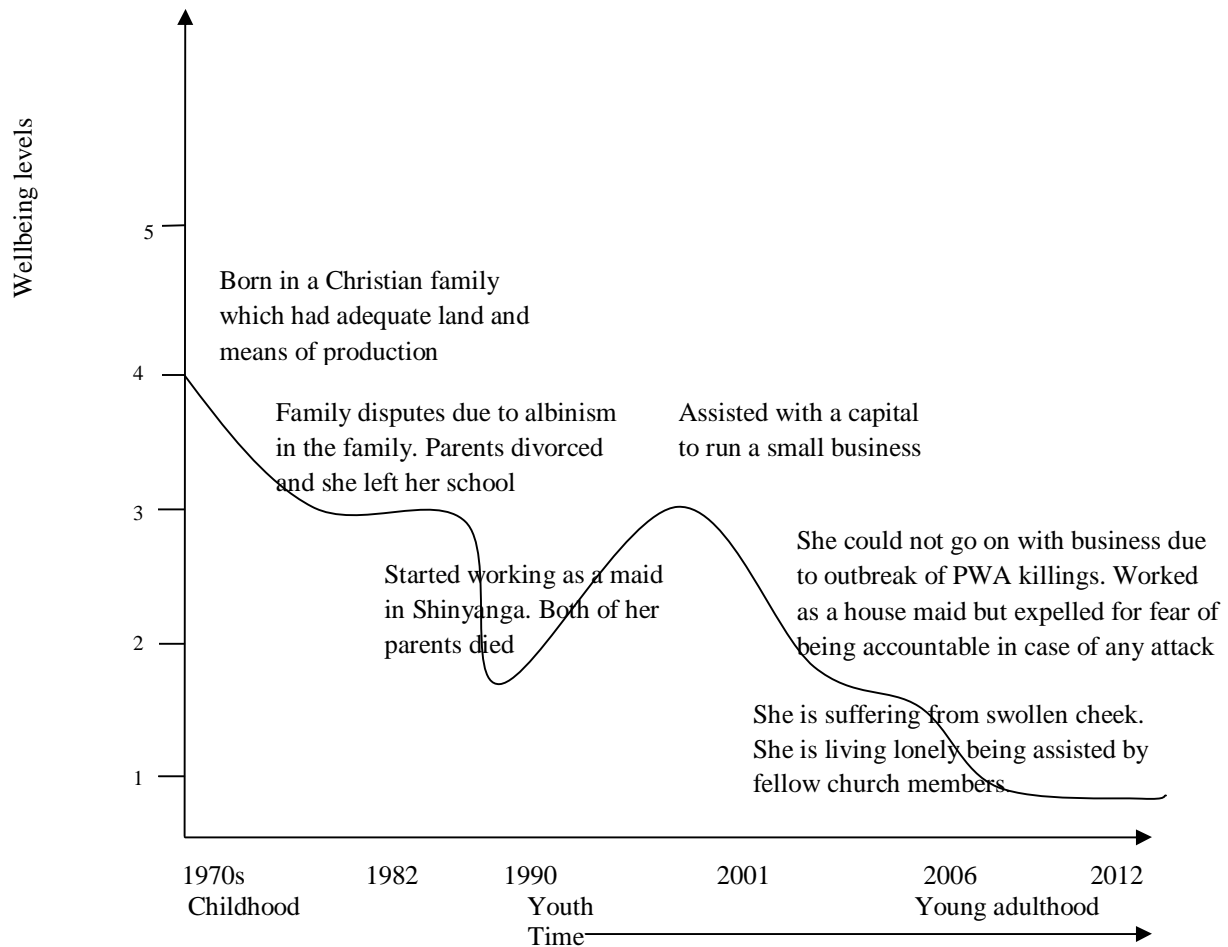 Wellbeing levels
5
Born in a Christian family
which had adequate land and
means of production
4
Family disputes due to albinism
in the family. Parents divorced
and she left her school
Assisted with a capital
to run a small business
3
She could not go on with business due
to outbreak of PWA killings. Worked
as a house maid but expelled for fear of
being accountable in case of any attack
Started working as a maid
in Shinyanga. Both of her
parents died
2
She is suffering from swollen cheek.
She is living lonely being assisted by
fellow church members.
1
1970s 1982 1990 2001 2006 2012
Childhood Youth Young adulthood
Time